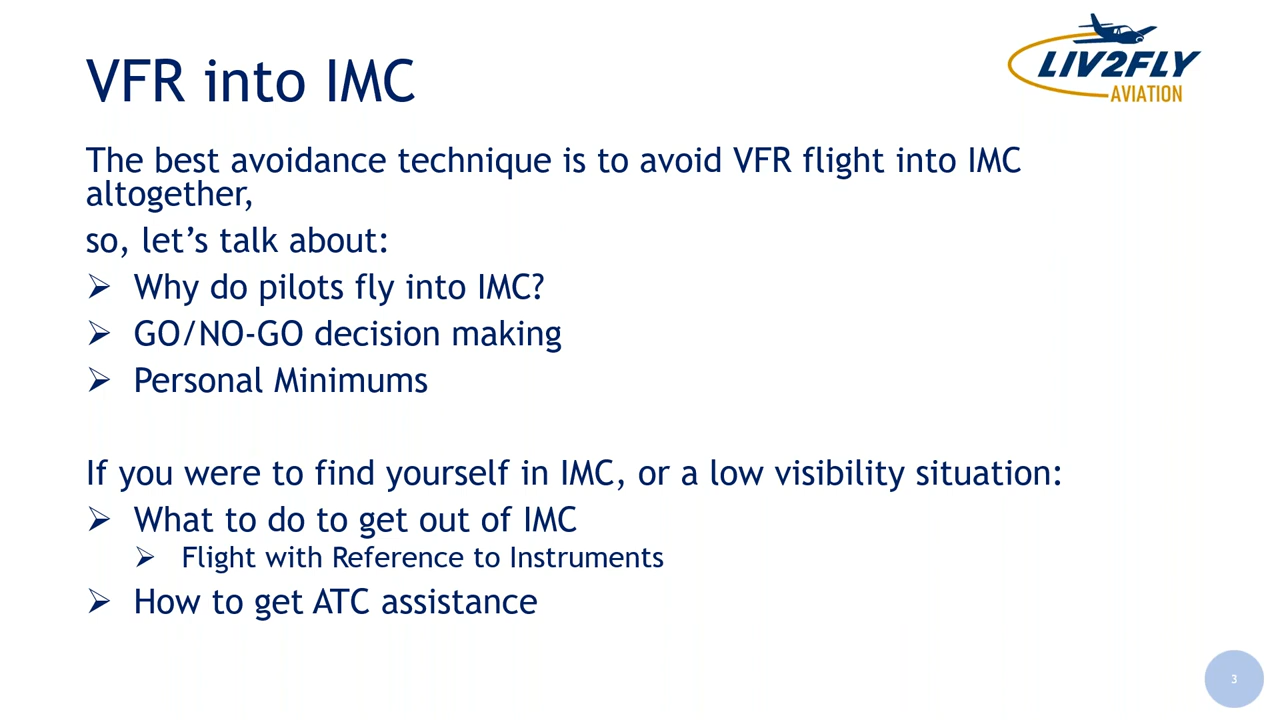 LIV2FLY
AVIATION
VFR into IMC
The best avoidance technique is to avoid VFR flight into IMC
altogether,
so, let's talk about:
➢ Why do pilots fly into IMC?
➢ GO/NO-GO decision making
➢ Personal Minimums
If you were to find yourself in IMC, or a low visibility situation:
➢ What to do to get out of IMC
➢ Flight with Reference to Instruments
➢ How to get ATC assistance
3